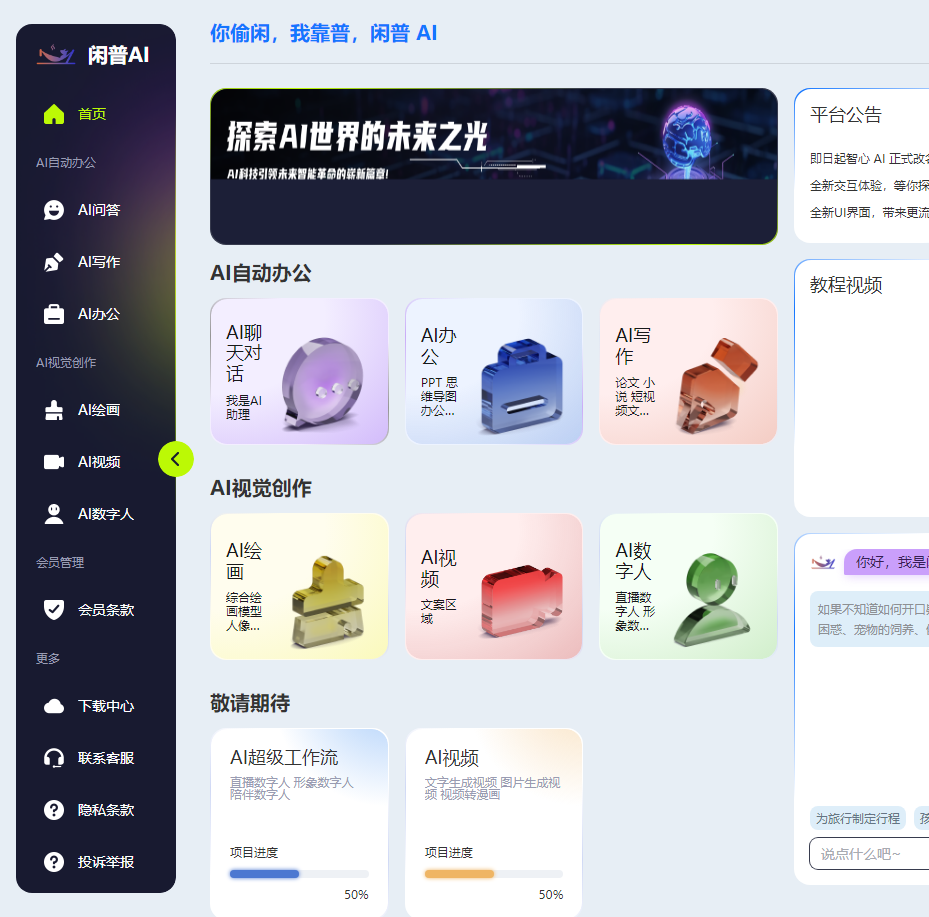 闲普AI
首页
AI自动办公
AI问答
AI写作
AI办公
AI视觉创作
AI绘画
AI视频
AI数字人
会员管理
会员条款
更多
下载中心
联系客服
隐私条款
投诉举报
你偷闲，我靠普，闲普 AI
探索AI世界的未来之光
AI科技引领未来智能革命的崭新篇章!
AI自动办公
AI聊
天对
话
我是AI
助理
AI办
公
PPT 思
维导图
办公...
AI写
作
论文 小
说 短视
频文...
AI视觉创作
AI绘
画
综合绘
画模型
人像...
AI视
频
文案区
域
AI数
字人
直播数
字人 形
象数...
敬请期待
AI超级工作流
直播数字人 形象数字人
陪伴数字人
项目进度
50%
AI视频
文字生成视频 图片生成视
频 视频转漫画
项目进度
50%
平台公告
即日起智心 AI 正式改
全新交互体验，等你探
全新UI界面，带来更流
教程视频
你好，我是
如果不知道如何开口
困惑、宠物的饲养、
为旅行制定行程
说点什么吧~